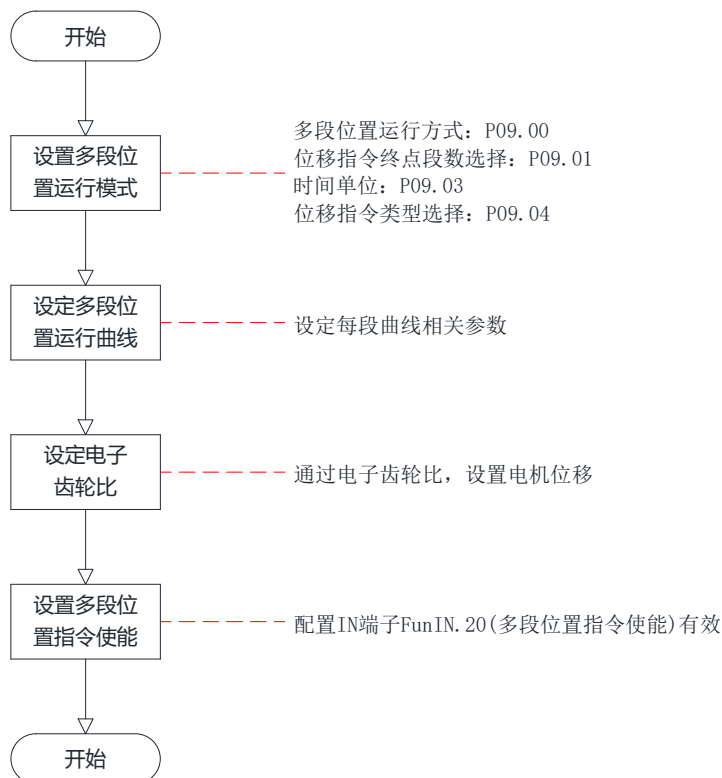 开始
设置多段位
置运行模式
多段位置运行方式：P09.00
位移指令终点段数选择：P09.01
时间单位：P09.03
位移指令类型选择：P09.04
设定多段位
置运行曲线
设定每段曲线相关参数
设定电子
齿轮比
通过电子齿轮比，设置电机位移
设置多段位
置指令使能
配置IN端子FunIN.20(多段位置指令使能)有效
开始